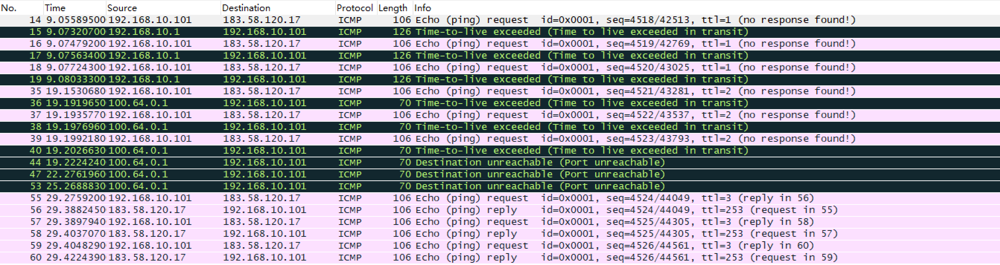 No. Time Source Destination Protocol Length Info
14 9.05589500 192.168.10.101 183.58.120.17 ICMP 106 Echo (ping) request id=0x0001, seq=4518/42513, ttl=1 (no response found!)
15 9.07320700 192.168.10.1 192.168.10.101 ICMP 126 Time-to-live exceeded (Time to live exceeded in transit)
16 9.07479200 192.168.10.101 183.58.120.17 ICMP 106 Echo (ping) request id=0x0001, seq=4519/42769, ttl=1 (no response found!)
17 9.07563400 192.168.10.1 192.168.10.101 ICMP 126 Time-to-live exceeded (Time to live exceeded in transit)
18 9.07724300 192.168.10.101 183.58.120.17 ICMP 106 Echo (ping) request id=0x0001, seq=4520/43025, ttl=1 (no response found!)
19 9.08033300 192.168.10.1 192.168.10.101 ICMP 126 Time-to-live exceeded (Time to live exceeded in transit)
35 19.1530680 192.168.10.101 183.58.120.17 ICMP 106 Echo (ping) request id=0x0001, seq=4521/43281, ttl=2 (no response found!)
36 19.1919650 100.64.0.1 192.168.10.101 ICMP 70 Time-to-live exceeded (Time to live exceeded in transit)
37 19.1935770 192.168.10.101 183.58.120.17 ICMP 106 Echo (ping) request id=0x0001, seq=4522/43537, ttl=2 (no response found!)
38 19.1976960 100.64.0.1 192.168.10.101 ICMP 70 Time-to-live exceeded (Time to live exceeded in transit)
39 19.1992180 192.168.10.101 183.58.120.17 ICMP 106 Echo (ping) request id=0x0001, seq=4523/43793, ttl=2 (no response found!)
40 19.2026630 100.64.0.1 192.168.10.101 ICMP 70 Time-to-live exceeded (Time to live exceeded in transit)
44 19.2224240 100.64.0.1 192.168.10.101 ICMP 70 Destination unreachable (Port unreachable)
47 22.2761960 100.64.0.1 192.168.10.101 ICMP 70 Destination unreachable (Port unreachable)
53 25.2688830 100.64.0.1 192.168.10.101 ICMP 70 Destination unreachable (Port unreachable)
55 29.2759200 192.168.10.101 183.58.120.17 ICMP 106 Echo (ping) request id=0x0001, seq=4524/44049, ttl=3 (reply in 56)
56 29.3882450 183.58.120.17 192.168.10.101 ICMP 106 Echo (ping) reply id=0x0001, seq=4524/44049, ttl=253 (request in 55)
57 29.3897940 192.168.10.101 183.58.120.17 ICMP 106 Echo (ping) request id=0x0001, seq=4525/44305, ttl=3 (reply in 58)
58 29.4037070 183.58.120.17 192.168.10.101 ICMP 106 Echo (ping) reply id=0x0001, seq=4525/44305, ttl=253 (request in 57)
59 29.4048290 192.168.10.101 183.58.120.17 ICMP 106 Echo (ping) request id=0x0001, seq=4526/44561, ttl=3 (reply in 60)
60 29.4224390 183.58.120.17 192.168.10.101 ICMP 106 Echo (ping) reply id=0x0001, seq=4526/44561, ttl=253 (request in 59)